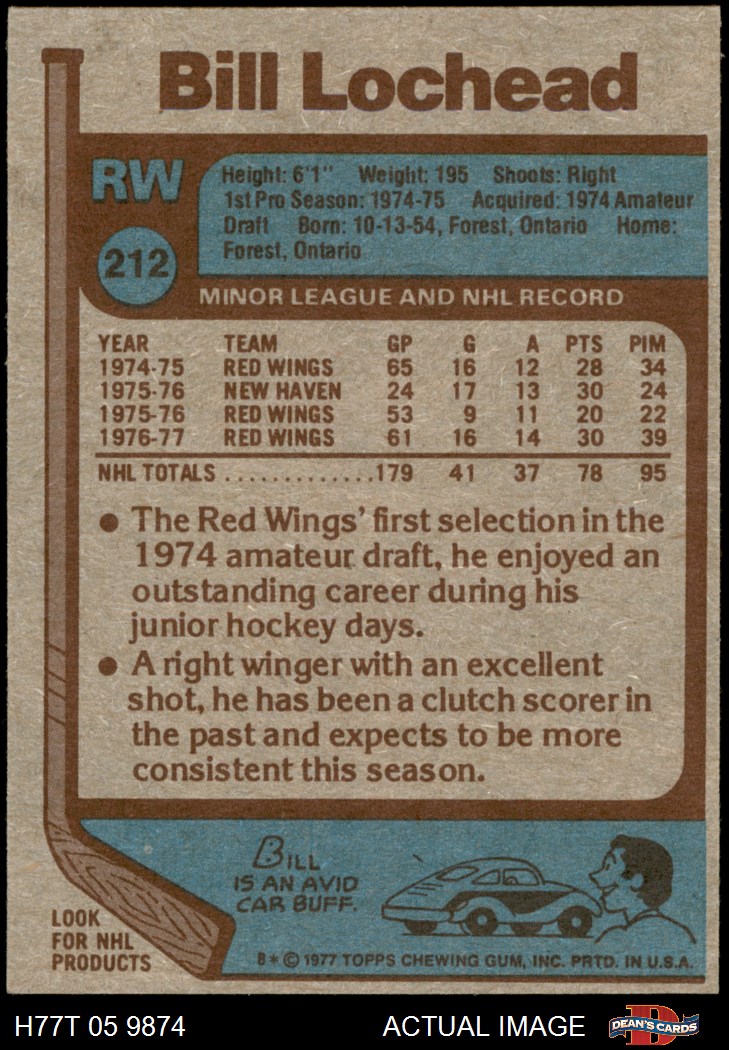 Bill Lochead
RW
Height: 6'1" Weight: 195 Shoots: Right
1st Pro Season: 1974-75 Acquired: 1974 Amateur
Draft Born: 10-13-54, Forest, Ontario Home:
Forest, Ontario
212
MINOR LEAGUE AND NHL RECORD
YEAR TEAM GP G A PTS PIM
1974-75 RED WINGS 65 16 12 28 34
1975-76 NEW HAVEN 24 17 13 30 24
1975-76 RED WINGS 53 9 11 20 22
1976-77 RED WINGS 61 16 14 30 39
NHL TOTALS .............179 41 37 78 95
● The Red Wings' first selection in the
1974 amateur draft, he enjoyed an
outstanding career during his
junior hockey days.
● A right winger with an excellent
shot, he has been a clutch scorer in
the past and expects to be more
consistent this season.
BILL
IS AN AVID
CAR BUFF.
LOOK
FOR NHL
PRODUCTS
B* © 1977 TOPPS CHEWING GUM, INC. PRTD. IN U.S.A.
H77T 05 9874 ACTUAL IMAGE
D
DEAN'S CARDS